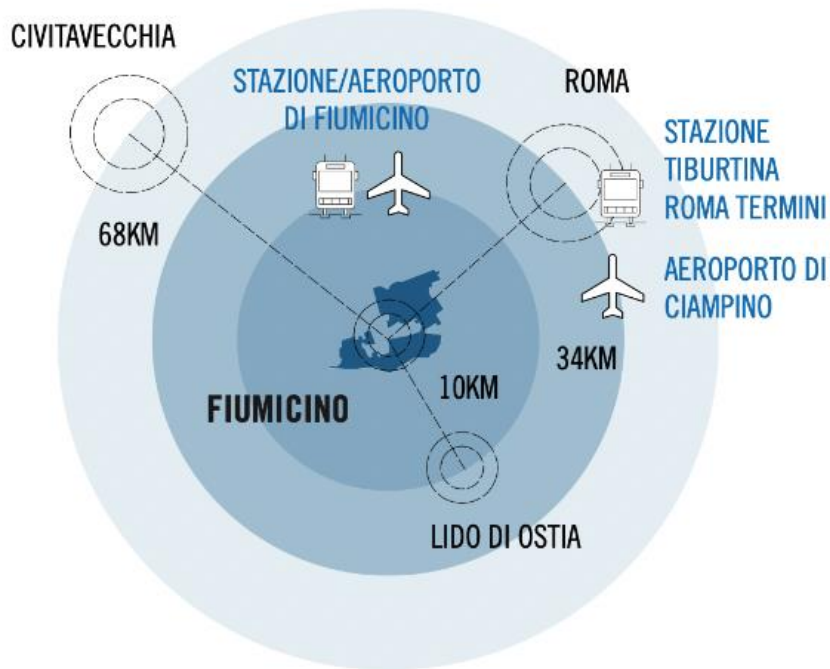 CIVITAVECCHIA
STAZIONE/AEROPORTO
DI FIUMICINO
ROMA
STAZIONE
TIBURTINA
ROMA TERMINI
68KM
AEROPORTO DI
CIAMPINO
34KM
10KM
FIUMICINO
LIDO DI OSTIA